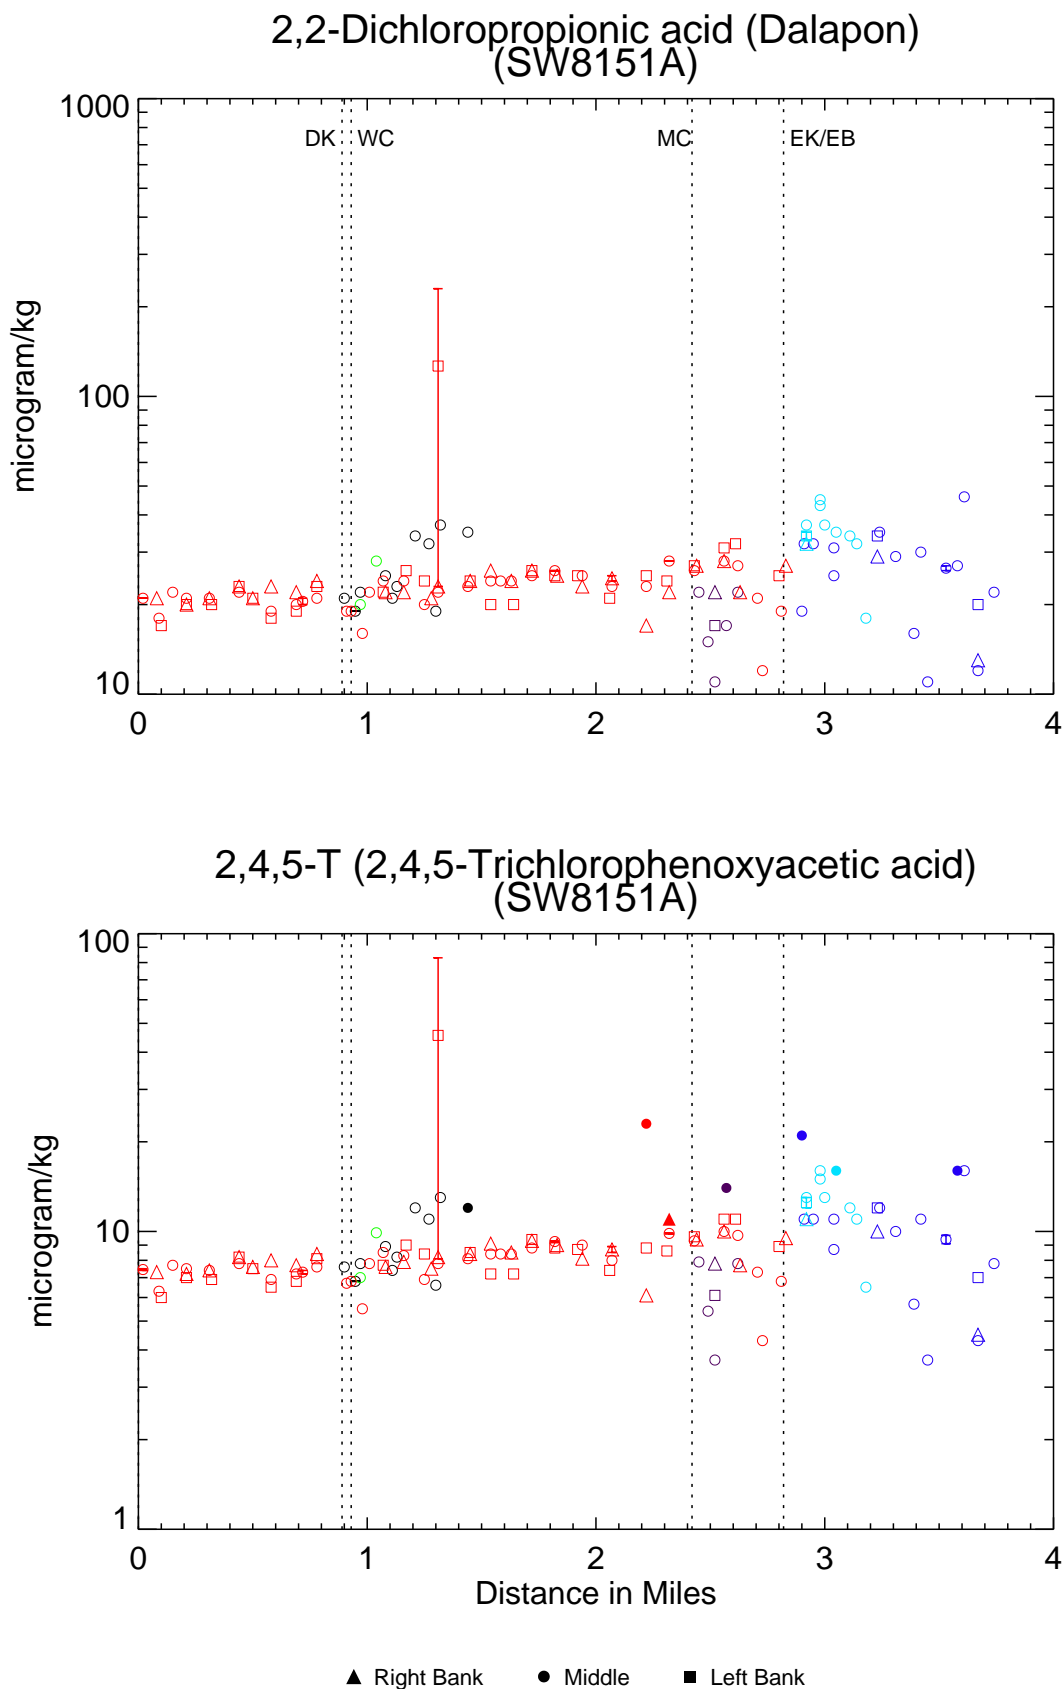 2,2-Dichloropropionic acid (Dalapon)
(SW8151A)
1000
DK
WC
MC
EK/EB
microgram/kg
100
10
0
1
2
3
4
2,4,5-T (2,4,5-Trichlorophenoxyacetic acid)
(SW8151A)
100
microgram/kg
10
1
0
1
2
3
4
Distance in Miles
Right Bank
Middle
Left Bank